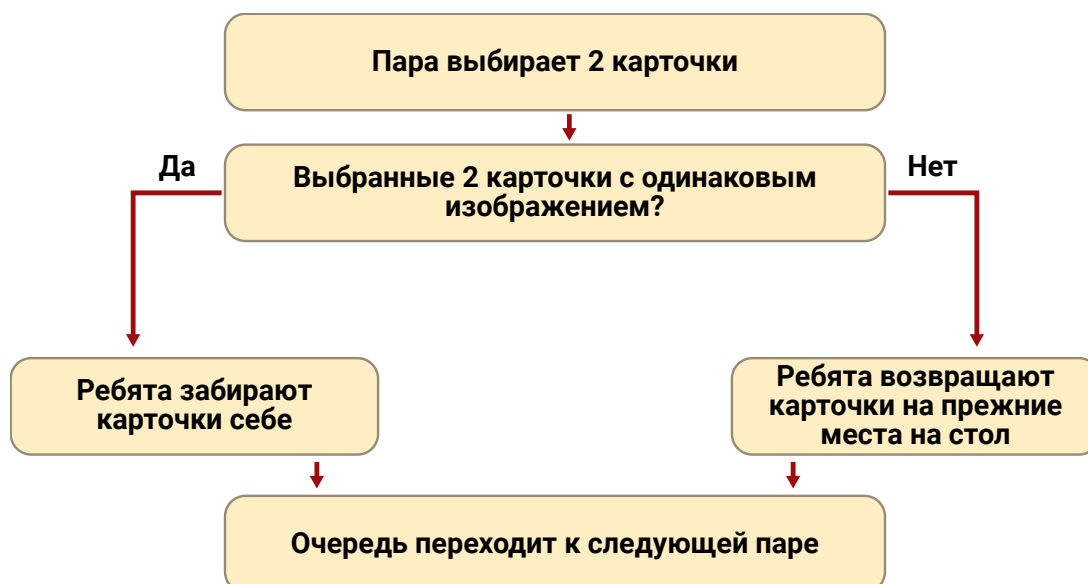 Пара выбирает 2 карточки
Да
Нет
Выбранные 2 карточки с одинаковым
изображением?
Ребята забирают
карточки себе
Ребята возвращают
карточки на прежние
места на стол
Очередь переходит к следующей паре